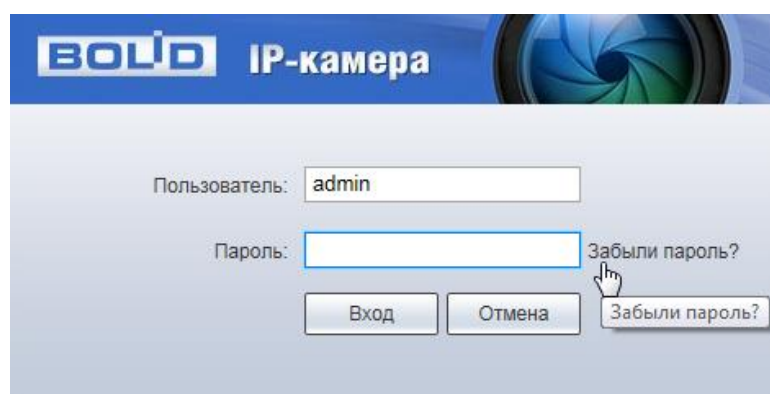 BOLID IP-камера
Пользователь: admin
Пароль: Забыли пароль?
Вход Отмена Забыли пароль?